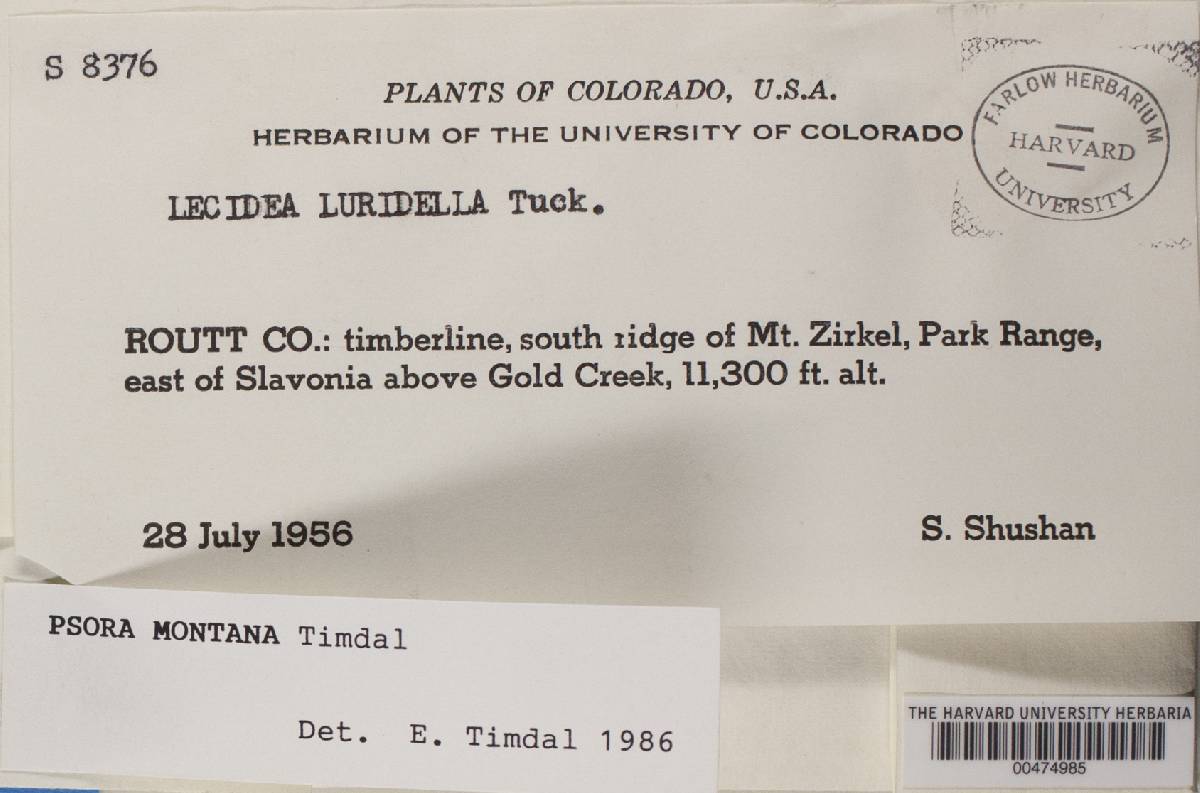 S 8376
PLANTS OF COLORADO, U.S.A.
HERBARIUM OF THE UNIVERSITY OF COLORADO
FARLOW HERBARIUM
HARVARD
UNIVERSITY
LECIDEA LURIDELLA Tuck.
ROUTT CO.: timberline, south ridge of Mt. Zirkel, Park Range,
east of Slavonia above Gold Creek, 11,300 ft. alt.
28 July 1956
S. Shushan
PSORA MONTANA Timdal
Det. E. Timdal 1986
THE HARVARD UNIVERSITY HERBARIA
00474985